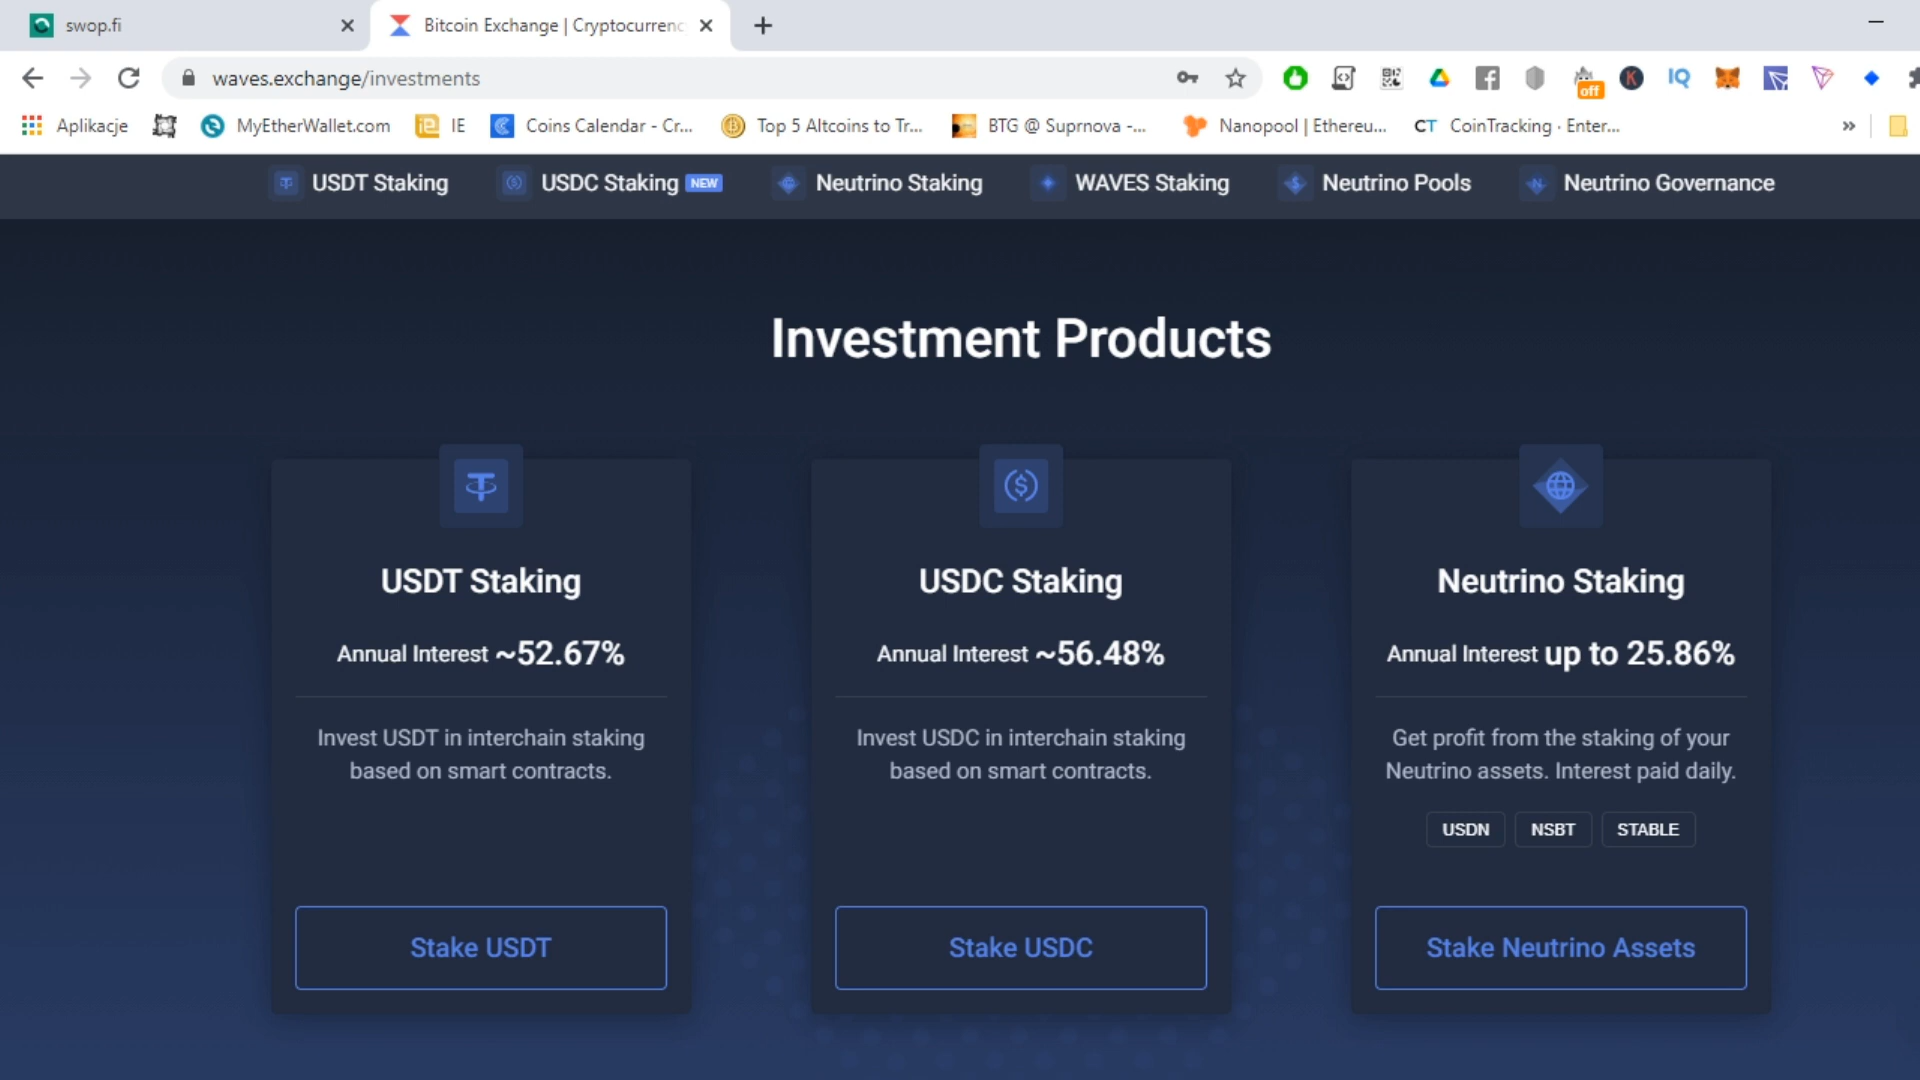 swop.fi
Bitcoin Exchange | Cryptocurrenc
waves.exchange/investments
off
K
IQ
Aplikacje
MyEtherWallet.com
IE
Coins Calendar - Cr...
Top 5 Altcoins to Tr...
BTG @ Suprnova -...
Nanopool | Ethereu...
CT CoinTracking · Enter...
USDT Staking
USDC Staking NEW
Neutrino Staking
WAVES Staking
Neutrino Pools
Neutrino Governance
Investment Products
USDT Staking
Annual Interest ~52.67%
Invest USDT in interchain staking
based on smart contracts.
Stake USDT
USDC Staking
Annual Interest ~56.48%
Invest USDC in interchain staking
based on smart contracts.
Stake USDC
Neutrino Staking
Annual Interest up to 25.86%
Get profit from the staking of your
Neutrino assets. Interest paid daily.
USDN NSBT STABLE
Stake Neutrino Assets